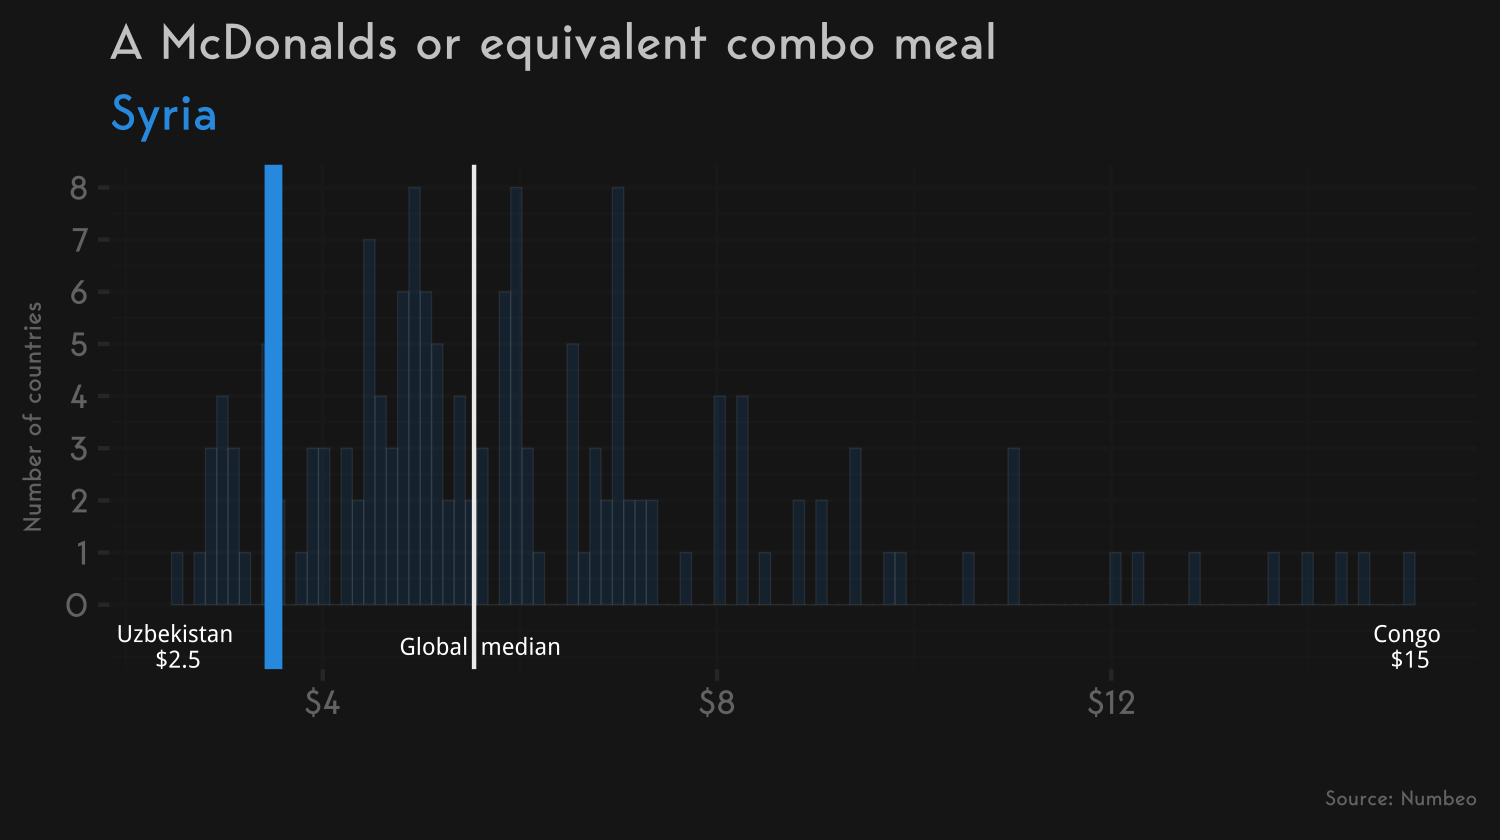 A McDonalds or equivalent combo meal
Syria
Number of countries
8
7
6
5
4
3
2
1
0
Uzbekistan
$2.5
Global median
Congo
$15
$4 $8 $12
Source: Numbeo